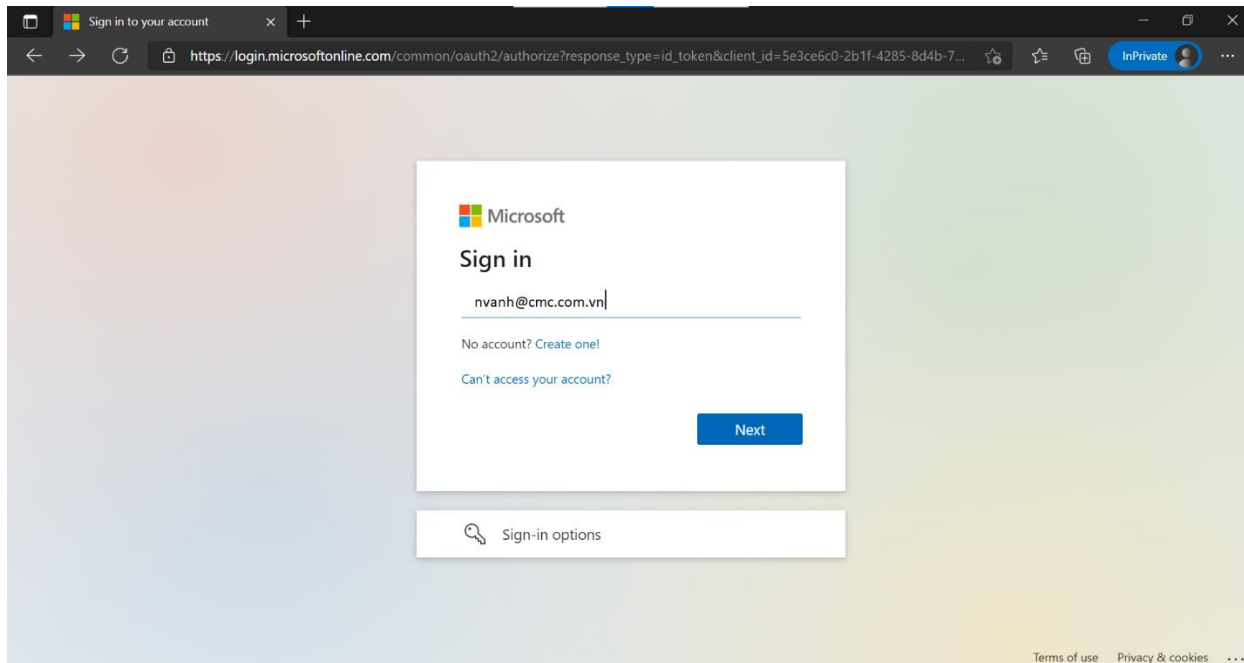 Sign in to your account
https://login.microsoftonline.com/common/oauth2/authorize?response_type=id_token&client_id=5e3ce6c0-2b1f-4285-8d4b-7...
InPrivate
Microsoft
Sign in
nvanh@cmc.com.vn
No account? Create one!
Can't access your account?
Next
Sign-in options
Terms of use Privacy & cookies ...